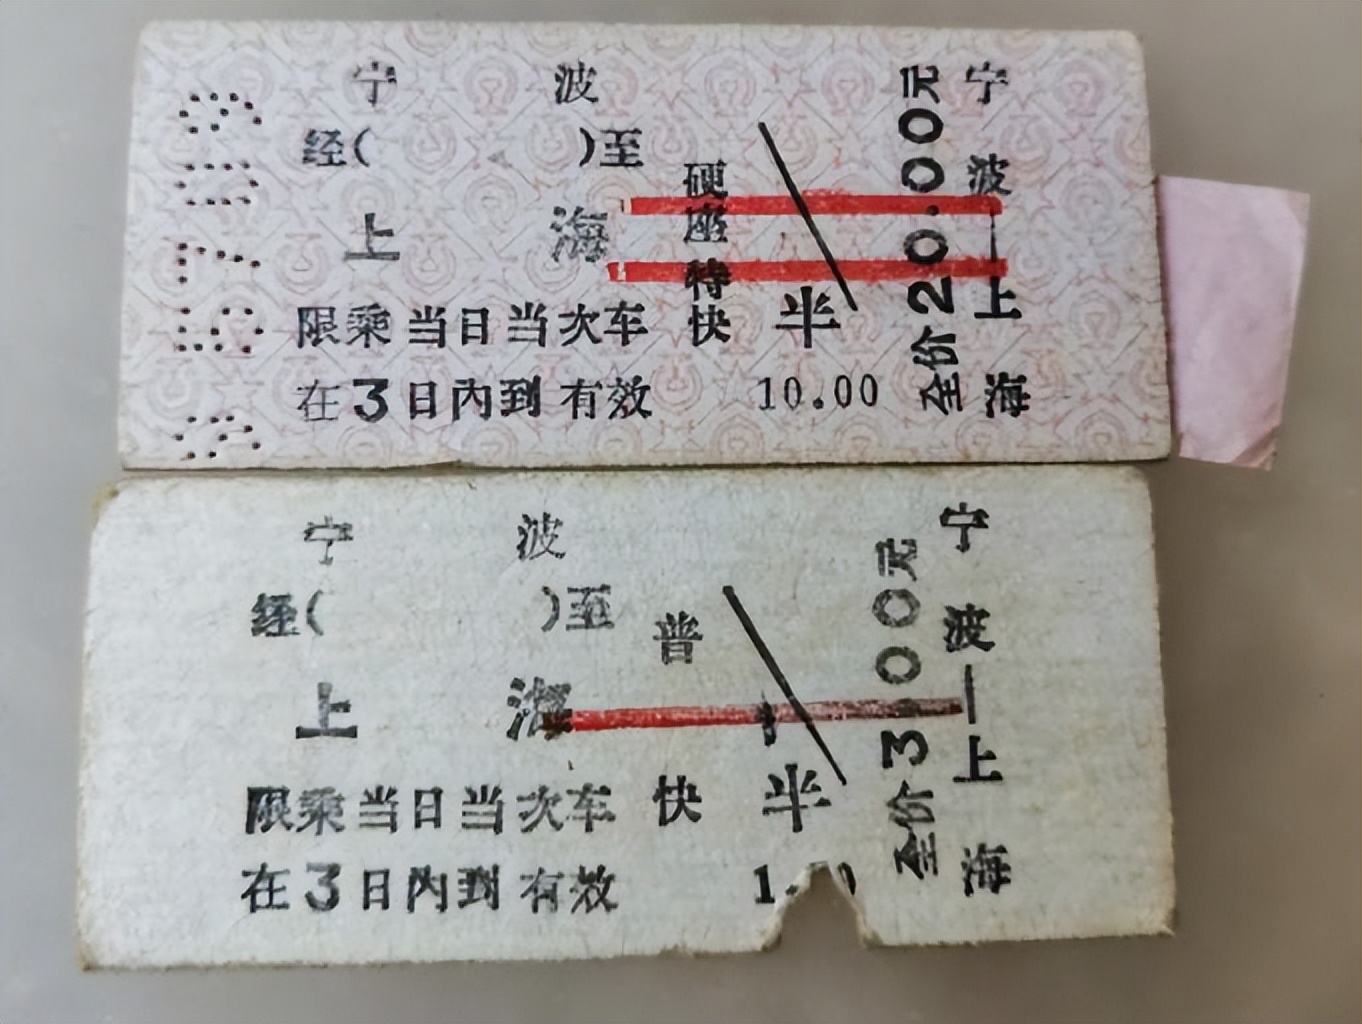 宁 波
经( )至
上 海
限乘当日当次车
在3日内到有效
硬座特快
半
10.00
全价20.00元
宁波—上海
宁 波
经( )至
上 海
限乘当日当次车
在3日内到有效
普快
半
全价3.00元
宁波—上海